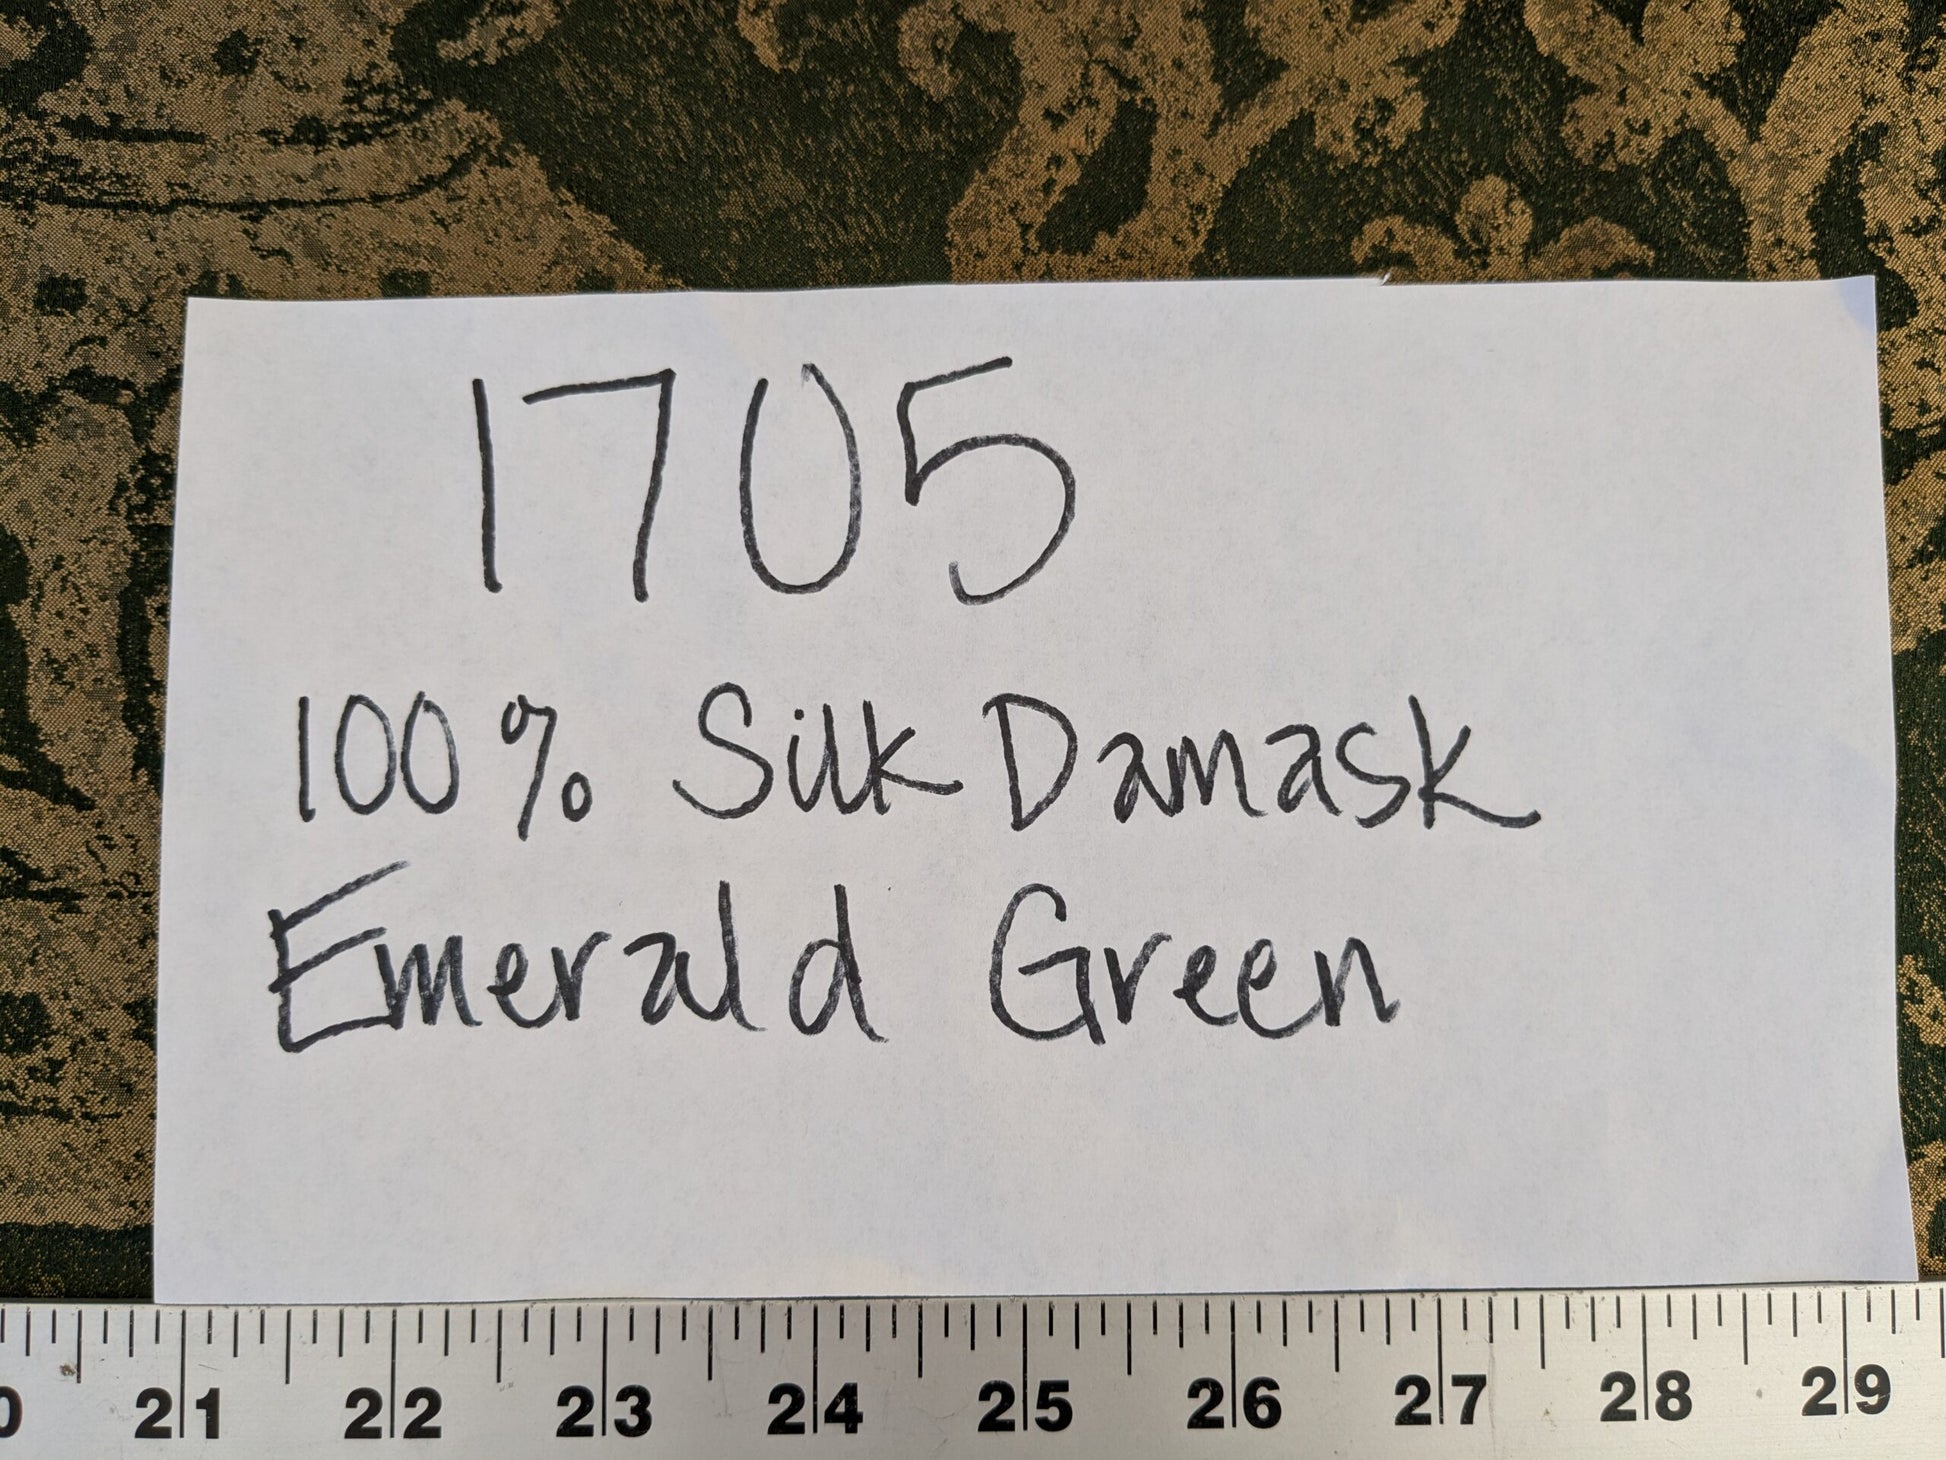 1705
100% Silk Damask
Emerald Green
0 21 22 23 24 25 26 27 28 29